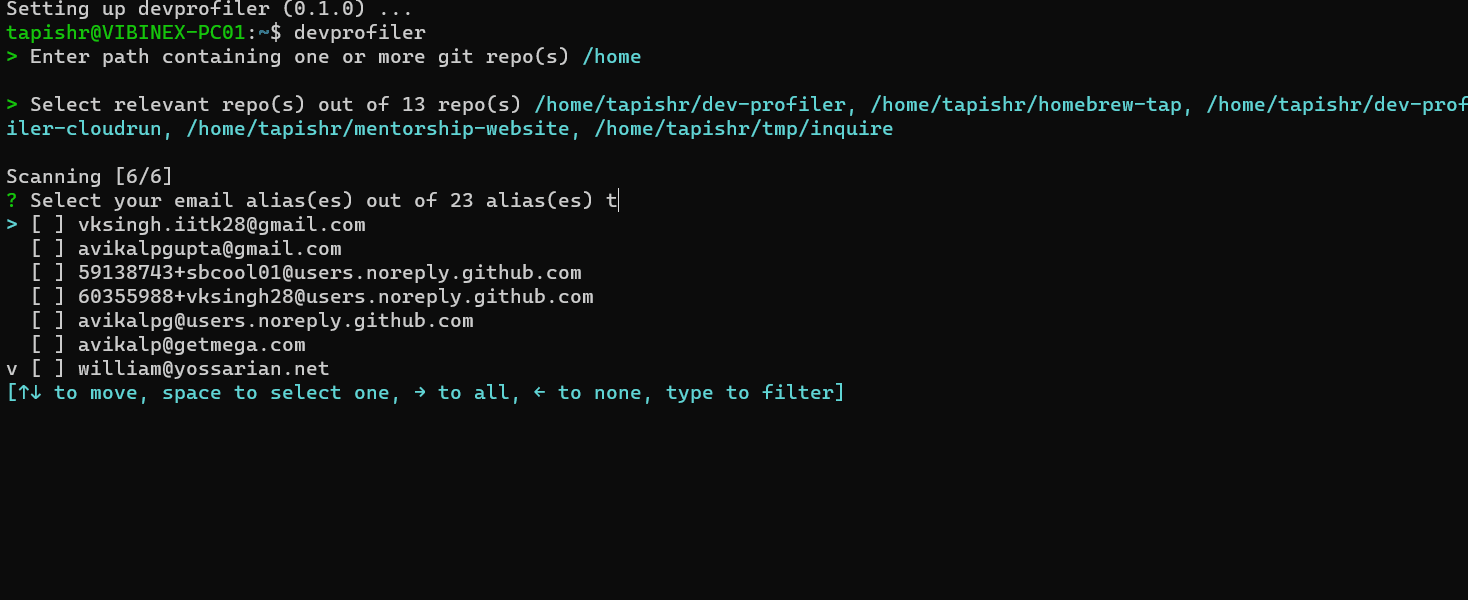 Setting up devprofiler (0.1.0) ...
tapishr@VIBINEX-PC01:~$ devprofiler
> Enter path containing one or more git repo(s) /home
> Select relevant repo(s) out of 13 repo(s) /home/tapishr/dev-profiler, /home/tapishr/homebrew-tap, /home/tapishr/dev-prof
iler-cloudrun, /home/tapishr/mentorship-website, /home/tapishr/tmp/inquire
Scanning [6/6]
? Select your email alias(es) out of 23 alias(es) t
> [ ] vksingh.iitk28@gmail.com
[ ] avikalpgupta@gmail.com
[ ] 59138743+sbcool01@users.noreply.github.com
[ ] 60355988+vksingh28@users.noreply.github.com
[ ] avikalpg@users.noreply.github.com
[ ] avikalp@getmega.com
v [ ] william@yossarian.net
[↑↓ to move, space to select one, → to all, ← to none, type to filter]